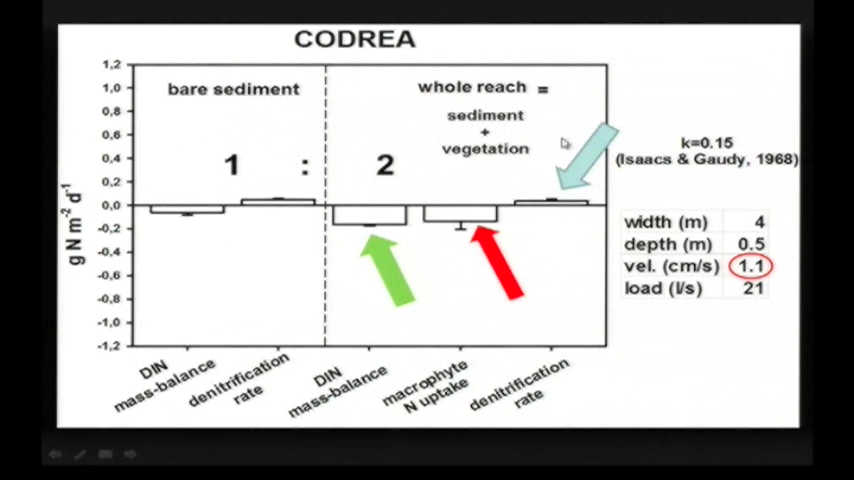 CODREA
1,2
1,0
0,8
0,6
0,4
0,2
0,0
-0,2
-0,4
-0,6
-0,8
-1,0
-1,2
g N m-2 d-1
bare sediment
whole reach =
sediment
+
vegetation
1 : 2
DIN
mass-balance
denitrification
rate
DIN
mass-balance
macrophyte
N uptake
denitrification
rate
k=0.15
(Isaacs & Gaudy, 1968)
width (m) 4
depth (m) 0.5
vel. (cm/s) 1.1
load (l/s) 21